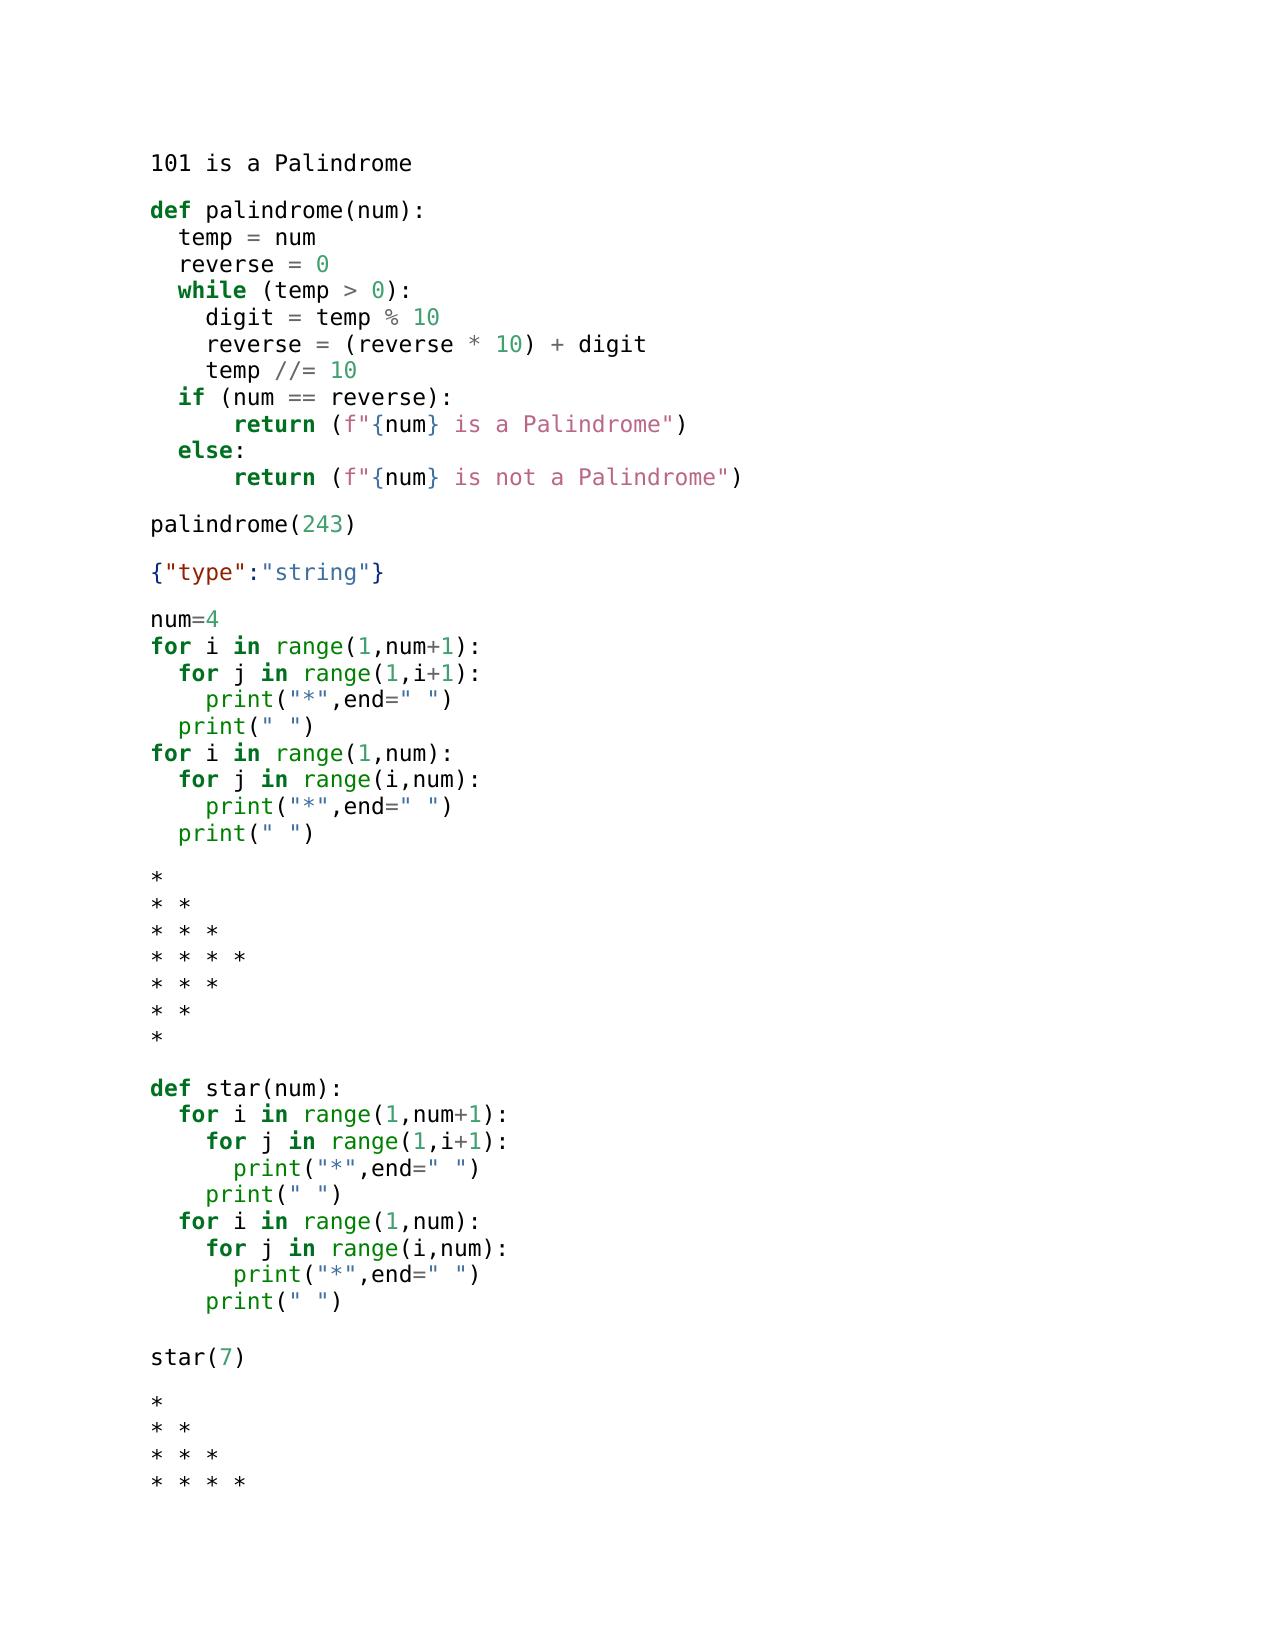 101 is a Palindrome
def palindrome(num):
  temp = num
  reverse = 0
  while (temp > 0):
    digit = temp % 10
    reverse = (reverse * 10) + digit
    temp //= 10
  if (num == reverse):
      return (f"{num} is a Palindrome")
  else:
      return (f"{num} is not a Palindrome")
palindrome(243)
{"type":"string"}
num=4
for i in range(1,num+1):
  for j in range(1,i+1):
    print("*",end=" ")
  print(" ")
for i in range(1,num):
  for j in range(i,num):
    print("*",end=" ")
  print(" ")
*
* *
* * *
* * * *
* * *
* *
*
def star(num):
  for i in range(1,num+1):
    for j in range(1,i+1):
      print("*",end=" ")
    print(" ")
  for i in range(1,num):
    for j in range(i,num):
      print("*",end=" ")
    print(" ")
star(7)
*
* *
* * *
* * * *